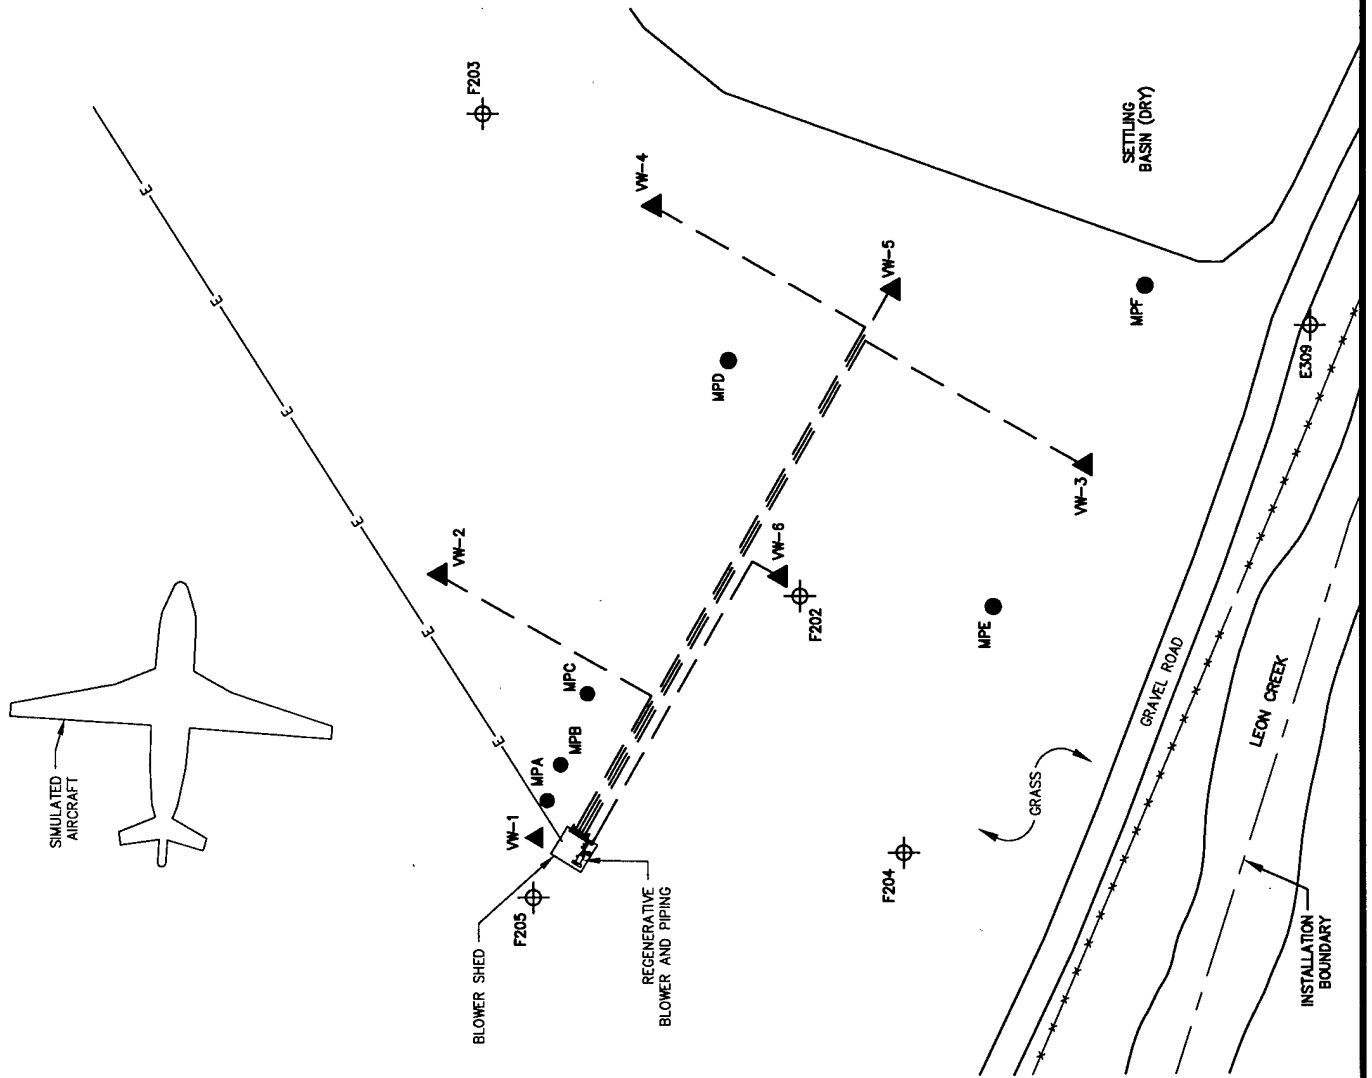 SIMULATED
AIRCRAFT
E
E
E
E
E
E
F203
VW-4
SETTLING
BASIN (DRY)
VW-5
MPD
MPF
E309
VW-2
VW-3
VW-6
F202
MPE
MPC
MPB
MPA
VW-1
F205
BLOWER SHED
REGENERATIVE
BLOWER AND PIPING
F204
GRASS
GRAVEL ROAD
LEON CREEK
INSTALLATION
BOUNDARY